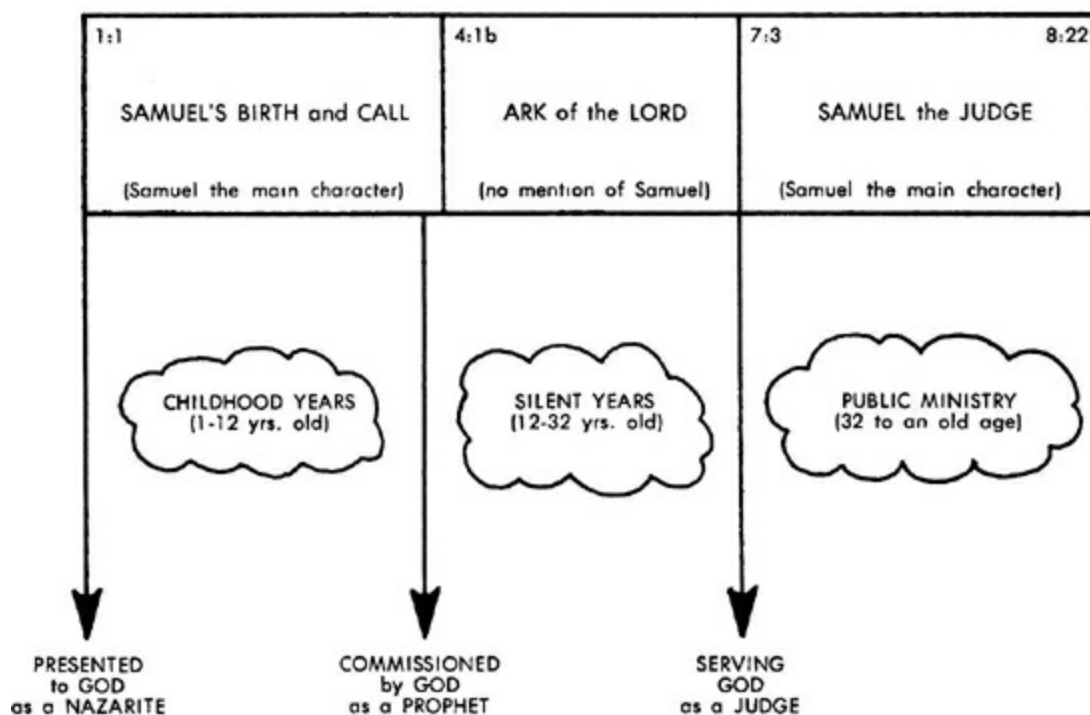 1:1
4:1b
7:3
8:22
SAMUEL'S BIRTH and CALL
ARK of the LORD
SAMUEL the JUDGE
(Samuel the main character)
(no mention of Samuel)
(Samuel the main character)
CHILDHOOD YEARS
(1-12 yrs. old)
SILENT YEARS
(12-32 yrs. old)
PUBLIC MINISTRY
(32 to an old age)
PRESENTED
to GOD
as a NAZARITE
COMMISSIONED
by GOD
as a PROPHET
SERVING
GOD
as a JUDGE